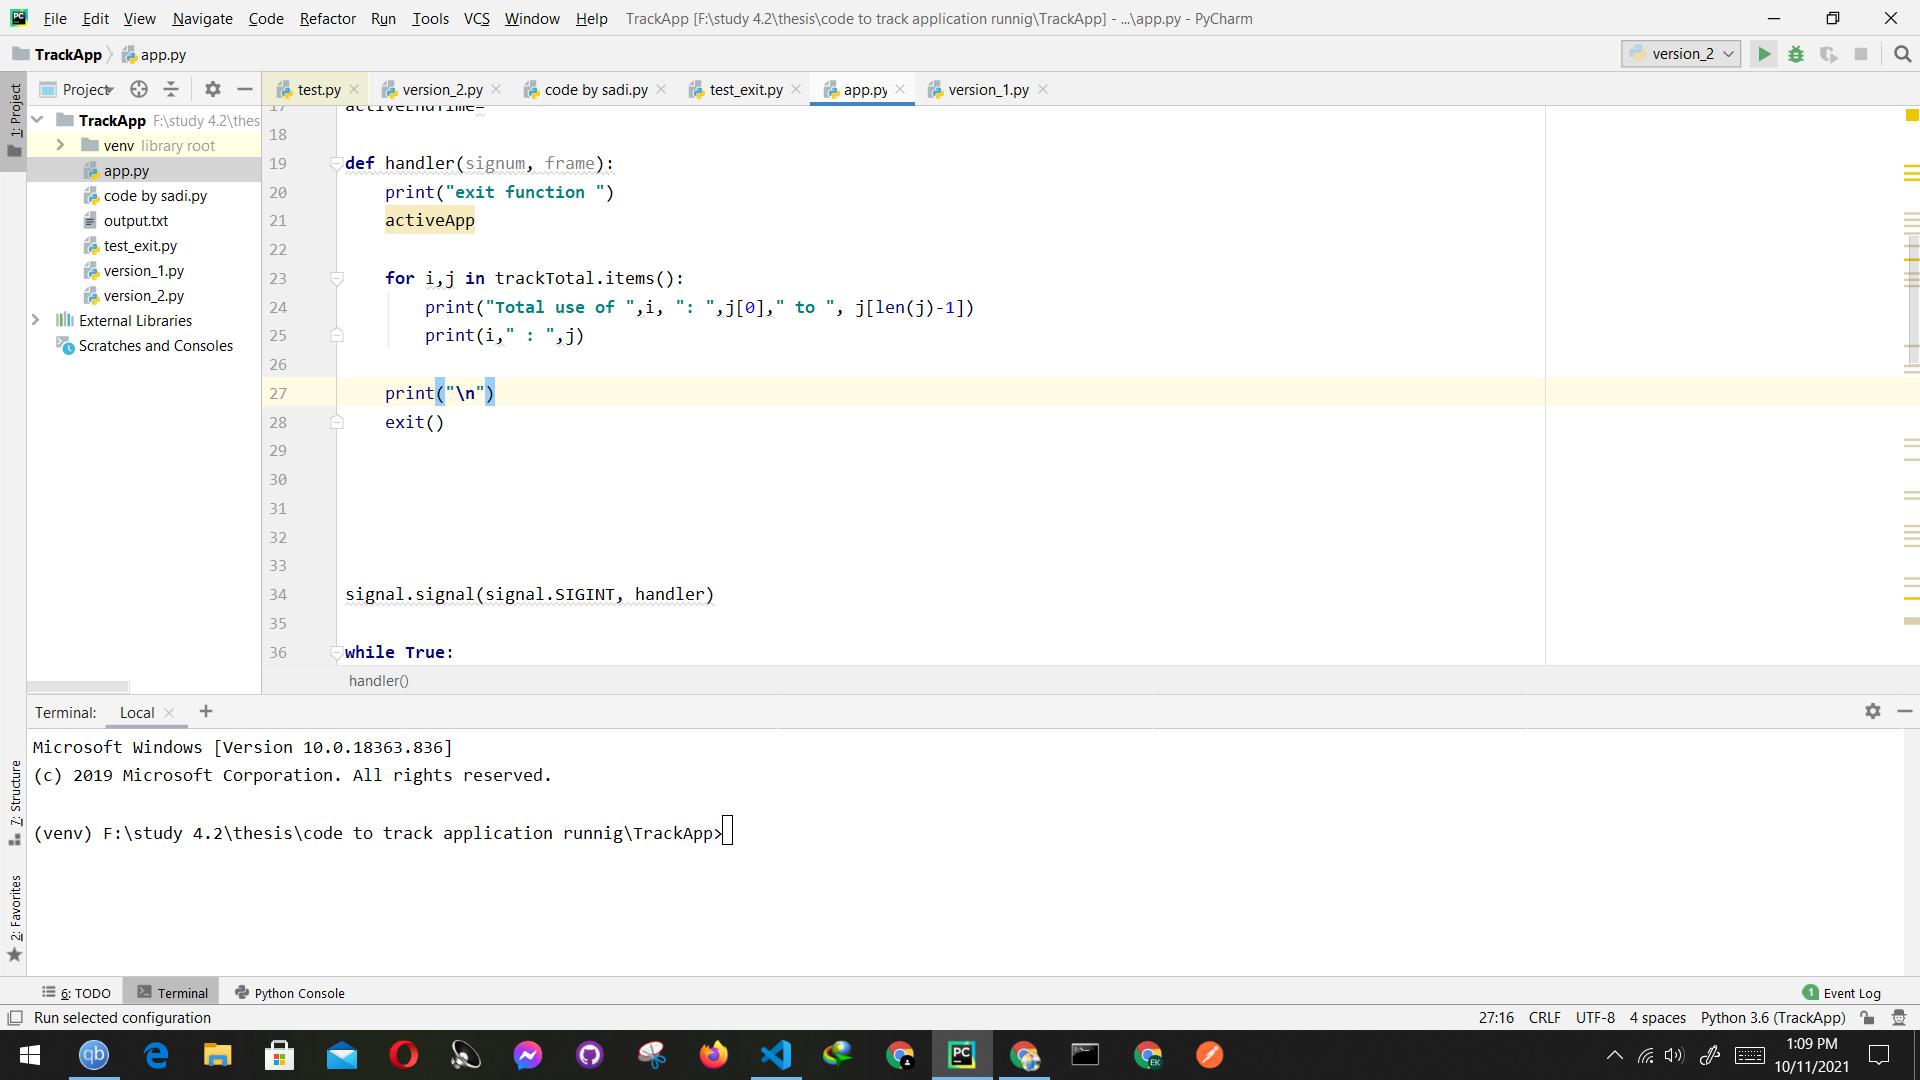 File Edit View Navigate Code Refactor Run Tools VCS Window Help TrackApp [F:\study 4.2\thesis\code to track application runnig\TrackApp] - ...\app.py - PyCharm
TrackApp app.py version_2
1: Project
Project test.py version_2.py code by sadi.py test_exit.py app.py version_1.py
TrackApp F:\study 4.2\thes
venv library root
app.py
code by sadi.py
output.txt
test_exit.py
version_1.py
version_2.py
External Libraries
Scratches and Consoles
17 activeEndTime=
18
19 def handler(signum, frame):
20 print("exit function ")
21 activeApp
22
23 for i,j in trackTotal.items():
24 print("Total use of ",i, ": ",j[0]," to ", j[len(j)-1])
25 print(i," : ",j)
26
27 print("\n")
28 exit()
29
30
31
32
33
34 signal.signal(signal.SIGINT, handler)
35
36 while True:
handler()
Terminal: Local
Microsoft Windows [Version 10.0.18363.836]
(c) 2019 Microsoft Corporation. All rights reserved.
(venv) F:\study 4.2\thesis\code to track application runnig\TrackApp>
7: Structure
2: Favorites
6: TODO Terminal Python Console 1 Event Log
Run selected configuration 27:16 CRLF UTF-8 4 spaces Python 3.6 (TrackApp)
qb PC EK
1:09 PM
10/11/2021